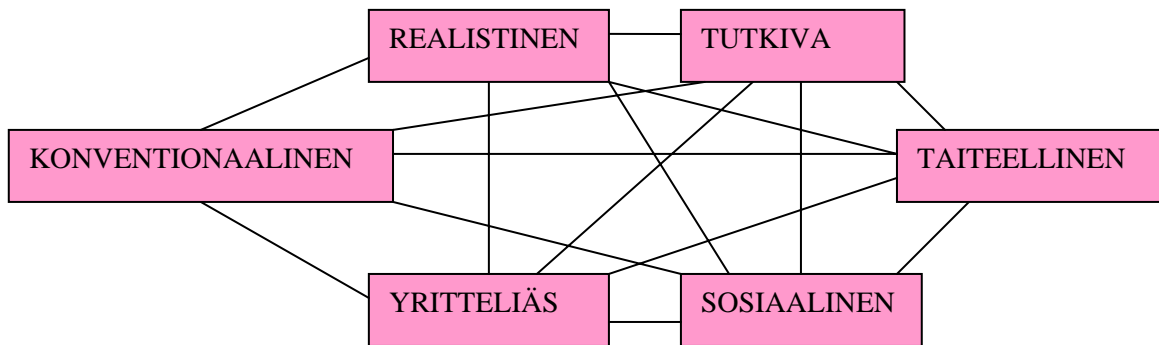 REALISTINEN
TUTKIVA
KONVENTIONAALINEN
TAITEELLINEN
YRITTELIÄS
SOSIAALINEN